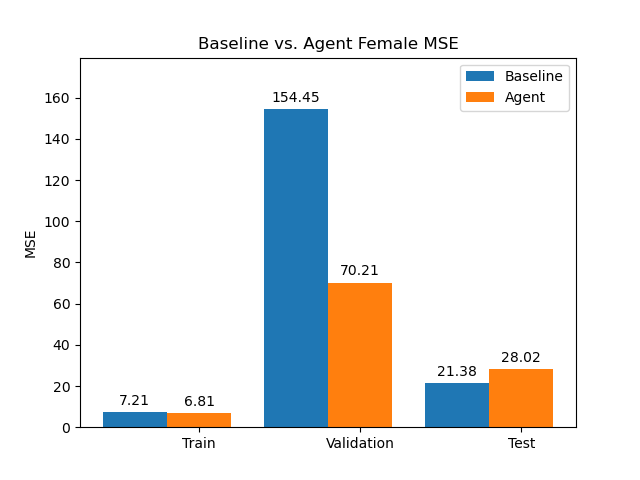 Baseline vs. Agent Female MSE
Baseline
Agent
MSE
160
140
120
100
80
60
40
20
0
7.21
6.81
154.45
70.21
21.38
28.02
Train
Validation
Test